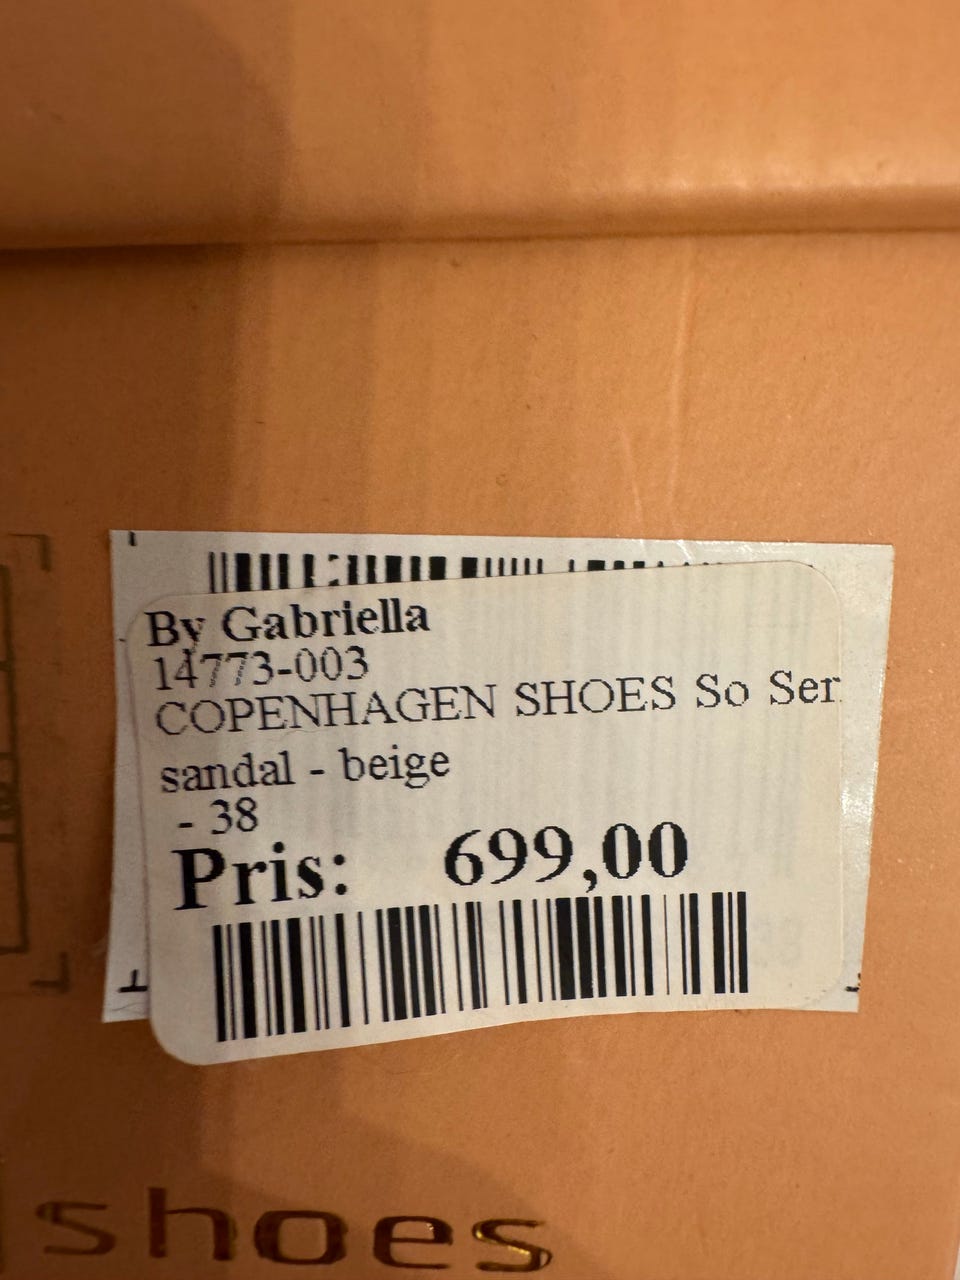 By Gabriella
14773-003
COPENHAGEN SHOES So Ser
sandal - beige
- 38
Pris: 699,00
shoes